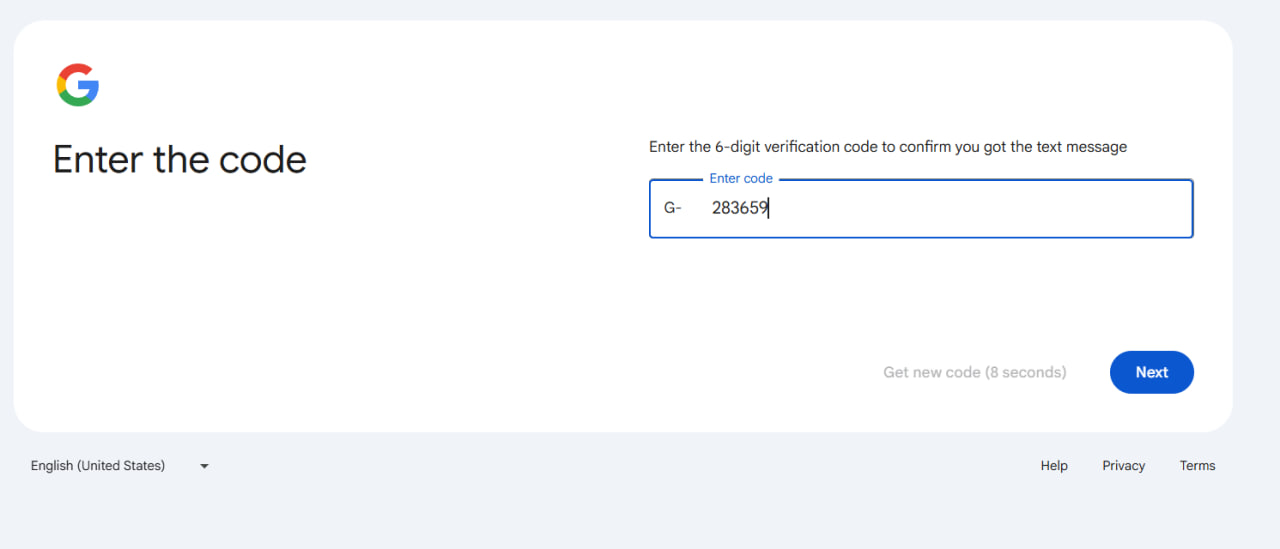 Enter the code
Enter the 6-digit verification code to confirm you got the text message
Enter code
G- 283659
Get new code (8 seconds)
Next
English (United States)
Help Privacy Terms